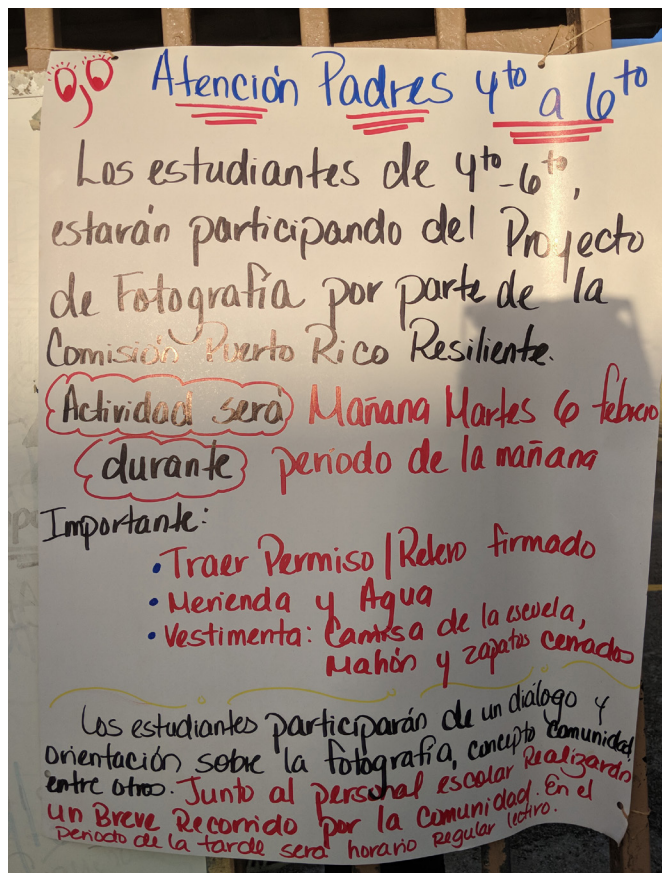 Ojo Atención Padres 4to a 6to
Los estudiantes de 4to-6to,
estarán participando del Proyecto
de Fotografía por parte de la
Comisión Puerto Rico Resiliente.
Actividad será Mañana Martes 6 febrero
durante periodo de la mañana
Importante:
• Traer Permiso/Relevo firmado
• Merienda y Agua
• Vestimenta: Camisa de la escuela,
Mahón y zapatos cerrados
Los estudiantes participarán de un diálogo y
orientación sobre la fotografía, concepto comunidad,
entre otros. Junto al personal escolar Realizarán
un Breve Recorrido por la Comunidad. En el
Periodo de la tarde será horario Regular lectivo.